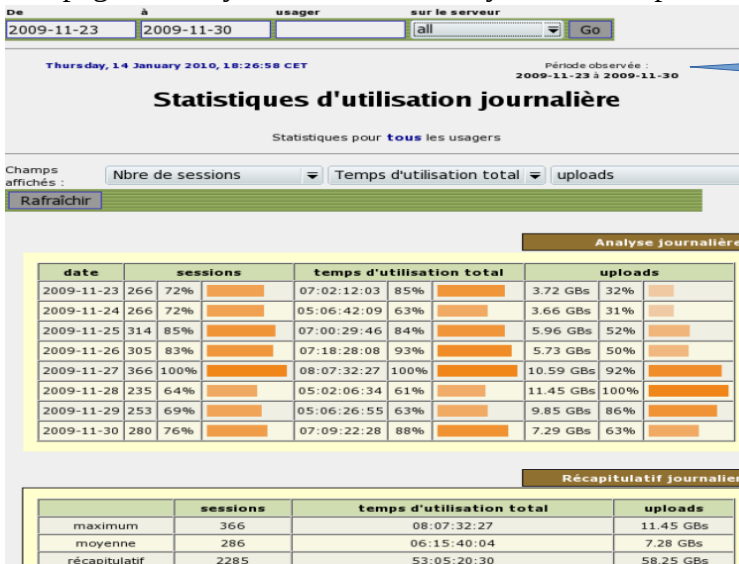 De à usager sur le serveur
2009-11-23 2009-11-30 all Go
Thursday, 14 January 2010, 18:26:58 CET
Période observée :
2009-11-23 à 2009-11-30
Statistiques d'utilisation journalière
Statistiques pour tous les usagers
Champs affichés : Nbre de sessions Temps d'utilisation total uploads
Rafraîchir
Analyse journalière
date sessions temps d'utilisation total uploads
2009-11-23 266 72% 07:02:12:03 85% 3.72 GBs 32%
2009-11-24 266 72% 05:06:42:09 63% 3.66 GBs 31%
2009-11-25 314 85% 07:00:29:46 84% 5.96 GBs 52%
2009-11-26 305 83% 07:18:28:08 93% 5.73 GBs 50%
2009-11-27 366 100% 08:07:32:27 100% 10.59 GBs 92%
2009-11-28 235 64% 05:02:06:34 61% 11.45 GBs 100%
2009-11-29 253 69% 05:06:26:55 63% 9.85 GBs 86%
2009-11-30 280 76% 07:09:22:28 88% 7.29 GBs 63%
Récapitulatif journalier
sessions temps d'utilisation total uploads
maximum 366 08:07:32:27 11.45 GBs
moyenne 286 06:15:40:04 7.28 GBs
récapitulatif 2285 53:05:20:30 58.25 GBs